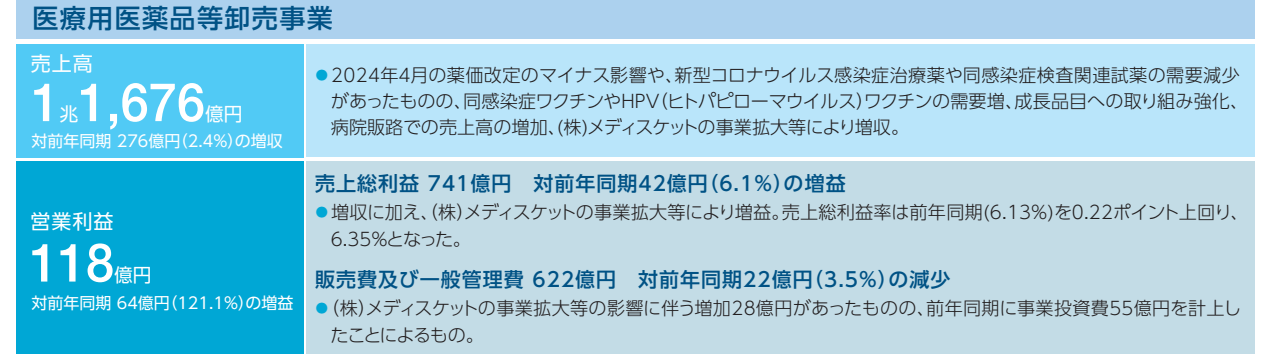 医療用医薬品等卸売事業
売上高
1兆1,676億円
対前年同期 276億円(2.4%)の増収
●2024年4月の薬価改定のマイナス影響や、新型コロナウイルス感染症治療薬や同感染症検査関連試薬の需要減少
があったものの、同感染症ワクチンやHPV(ヒトパピローマウイルス)ワクチンの需要増、成長品目への取り組み強化、
病院販路での売上高の増加、(株)メディスケットの事業拡大等により増収。
営業利益
118億円
対前年同期 64億円(121.1%)の増益
売上総利益 741億円　対前年同期42億円(6.1%)の増益
●増収に加え、(株)メディスケットの事業拡大等により増益。売上総利益率は前年同期(6.13%)を0.22ポイント上回り、
6.35%となった。
販売費及び一般管理費 622億円　対前年同期22億円(3.5%)の減少
●(株)メディスケットの事業拡大等の影響に伴う増加28億円があったものの、前年同期に事業投資費55億円を計上し
たことによるもの。